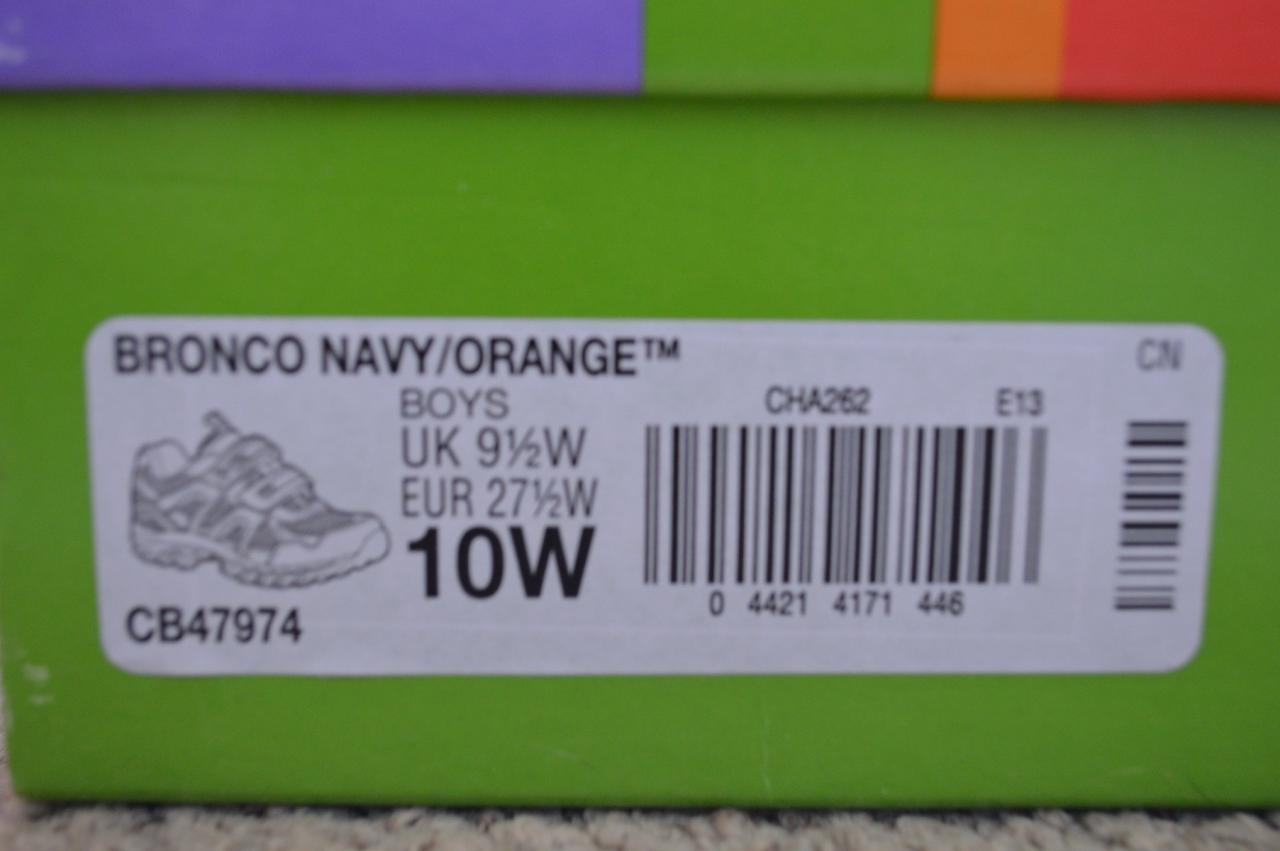 BRONCO NAVY/ORANGE™
CN
BOYS
CHA262 E13
UK 9½W
EUR 27½W
10W
0 4421 4171 446
CB47974